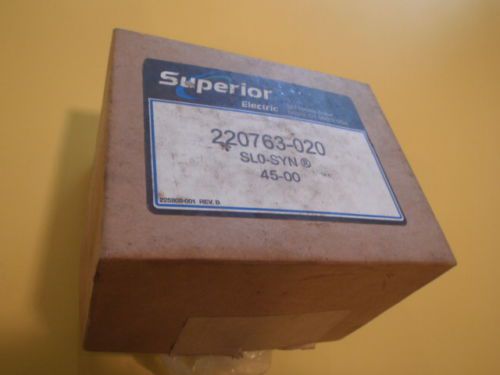 Superior
Electric
220763-020
SLO-SYN ®
45-00
225808-001 REV. D